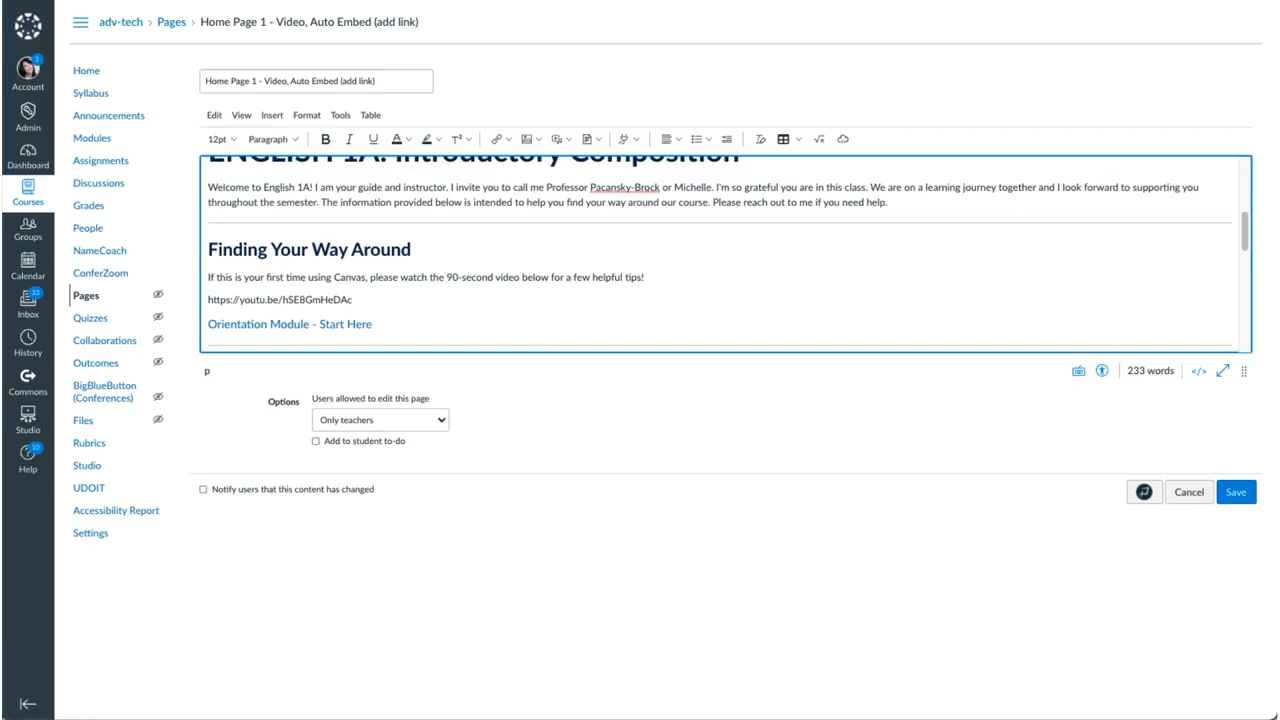 adv-tech › Pages › Home Page 1 - Video, Auto Embed (add link)
3
Account
Admin
Dashboard
Courses
Groups
Calendar
33
Inbox
History
Commons
Studio
10
Help
Home
Syllabus
Announcements
Modules
Assignments
Discussions
Grades
People
NameCoach
ConferZoom
Pages
Quizzes
Collaborations
Outcomes
BigBlueButton
(Conferences)
Files
Rubrics
Studio
UDOIT
Accessibility Report
Settings
Home Page 1 - Video, Auto Embed (add link)
Edit View Insert Format Tools Table
12pt Paragraph B I U A T²
ENGLISH 1A: Introductory Composition
Welcome to English 1A! I am your guide and instructor. I invite you to call me Professor Pacansky-Brock or Michelle. I'm so grateful you are in this class. We are on a learning journey together and I look forward to supporting you
throughout the semester. The information provided below is intended to help you find your way around our course. Please reach out to me if you need help.
Finding Your Way Around
If this is your first time using Canvas, please watch the 90-second video below for a few helpful tips!
https://youtu.be/hSE8GmHeDAc
Orientation Module - Start Here
p
233 words </>
Options
Users allowed to edit this page
Only teachers
Add to student to-do
Notify users that this content has changed
Cancel
Save